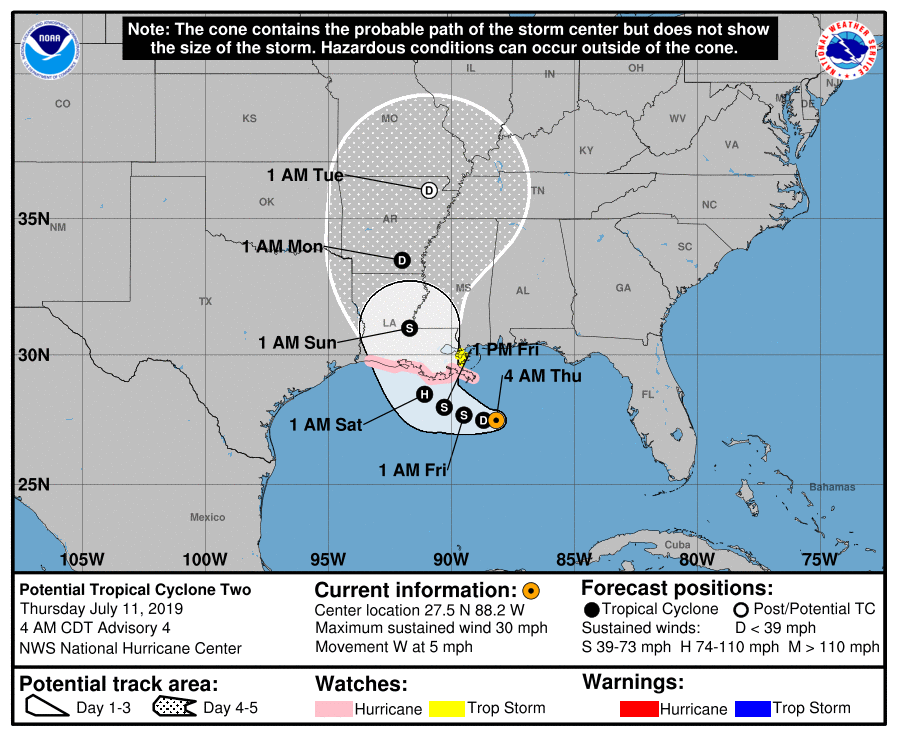 Note: The cone contains the probable path of the storm center but does not show
the size of the storm. Hazardous conditions can occur outside of the cone.
NOAA
NATIONAL WEATHER SERVICE
IL
IN
OH
NJ
CO
KS
MO
WV
DE
VA
KY
1 AM Tue
D
TN
OK
NC
35N
AR
NM
1 AM Mon
D
SC
MS
AL
GA
TX
LA
S
1 AM Sun
30N
1 PM Fri
4 AM Thu
FL
H
S
S
D
1 AM Sat
1 AM Fri
25N
Bahamas
Mexico
Cuba
105W 100W 95W 90W 85W 80W 75W
Potential Tropical Cyclone Two
Thursday July 11, 2019
4 AM CDT Advisory 4
NWS National Hurricane Center
Current information:
Center location 27.5 N 88.2 W
Maximum sustained wind 30 mph
Movement W at 5 mph
Forecast positions:
Tropical Cyclone Post/Potential TC
Sustained winds: D < 39 mph
S 39-73 mph H 74-110 mph M > 110 mph
Potential track area:
Day 1-3 Day 4-5
Watches:
Hurricane Trop Storm
Warnings:
Hurricane Trop Storm